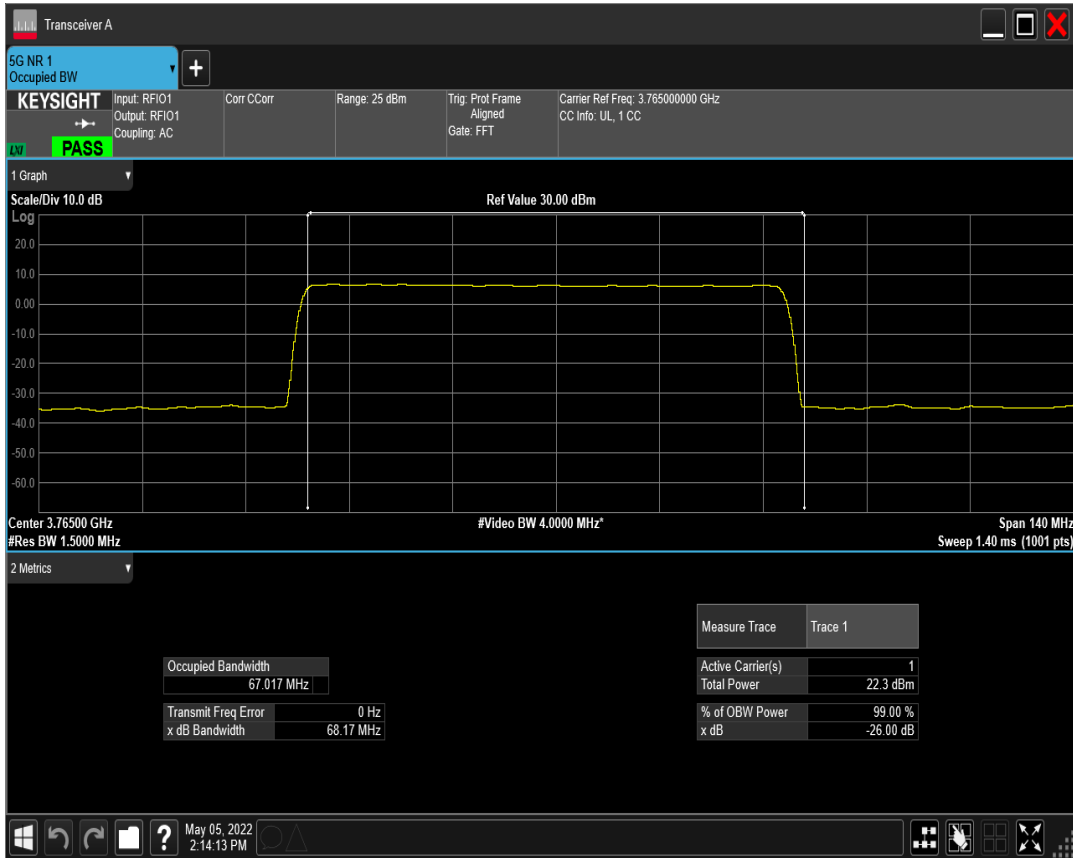 Transceiver A
5G NR 1
Occupied BW
+
KEYSIGHT
Input: RFIO1
Output: RFIO1
Coupling: AC
Corr CCorr
Range: 25 dBm
Trig: Prot Frame
Aligned
Gate: FFT
Carrier Ref Freq: 3.765000000 GHz
CC Info: UL, 1 CC
LXI
PASS
1 Graph
Scale/Div 10.0 dB
Ref Value 30.00 dBm
Log
20.0
10.0
0.00
-10.0
-20.0
-30.0
-40.0
-50.0
-60.0
Center 3.76500 GHz
#Video BW 4.0000 MHz*
Span 140 MHz
#Res BW 1.5000 MHz
Sweep 1.40 ms (1001 pts)
2 Metrics
Measure Trace
Trace 1
Occupied Bandwidth
67.017 MHz
Active Carrier(s)
1
Total Power
22.3 dBm
Transmit Freq Error
0 Hz
x dB Bandwidth
68.17 MHz
% of OBW Power
99.00 %
x dB
-26.00 dB
?
May 05, 2022
2:14:13 PM